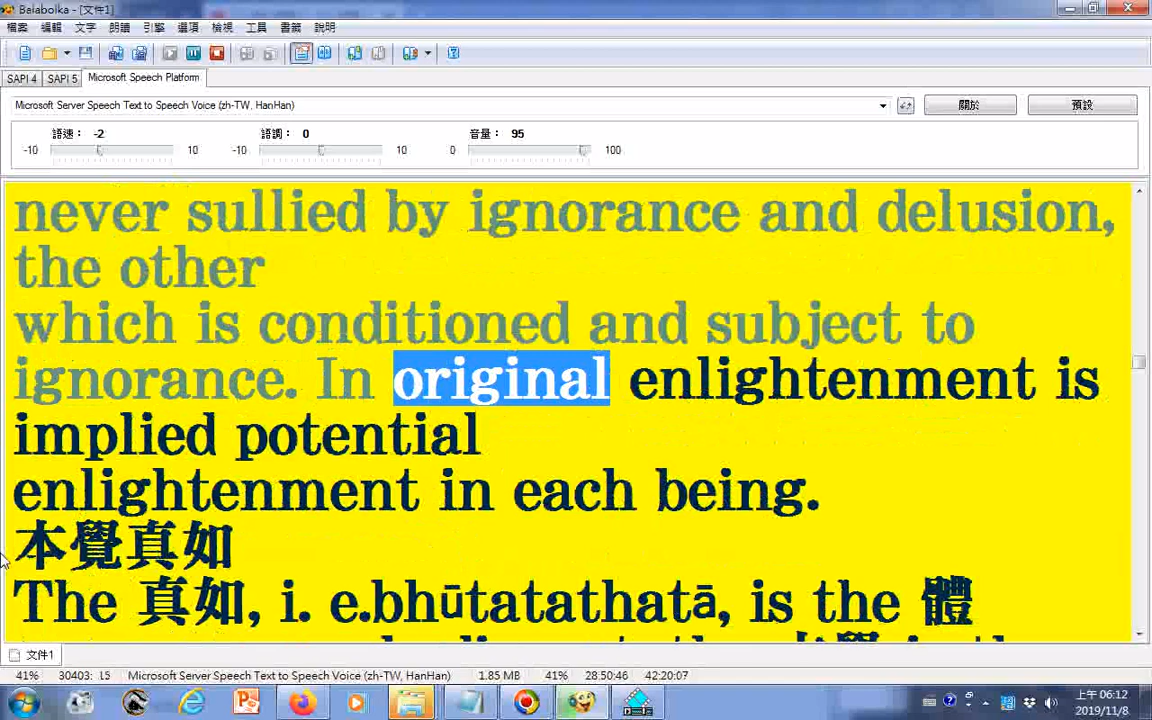 Balabolka - [文件1]
檔案 編輯 文字 朗讀 引擎 選項 檢視 工具 書籤 說明
SAPI 4 SAPI 5 Microsoft Speech Platform
Microsoft Server Speech Text to Speech Voice (zh-TW, HanHan) 關於 預設
語速： -2 語調： 0 音量： 95
-10 10 -10 10 0 100
never sullied by ignorance and delusion,
the other
which is conditioned and subject to
ignorance. In original enlightenment is
implied potential
enlightenment in each being.
本覺真如
The 真如, i. e.bhūtatathatā, is the 體
文件1
41% 30403: 15 Microsoft Server Speech Text to Speech Voice (zh-TW, HanHan) 1.85 MB 41% 28:50:46 42:20:07
上午 06:12
2019/11/8